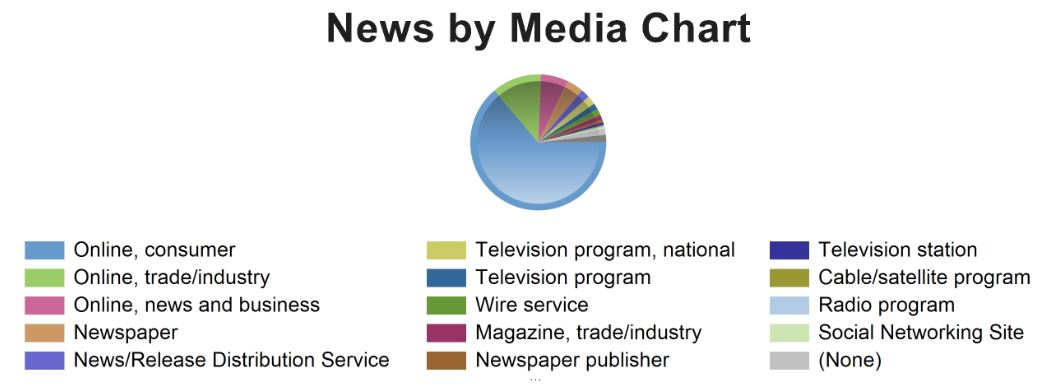 News by Media Chart
Online, consumer
Online, trade/industry
Online, news and business
Newspaper
News/Release Distribution Service
Television program, national
Television program
Wire service
Magazine, trade/industry
Newspaper publisher
Television station
Cable/satellite program
Radio program
Social Networking Site
(None)
...